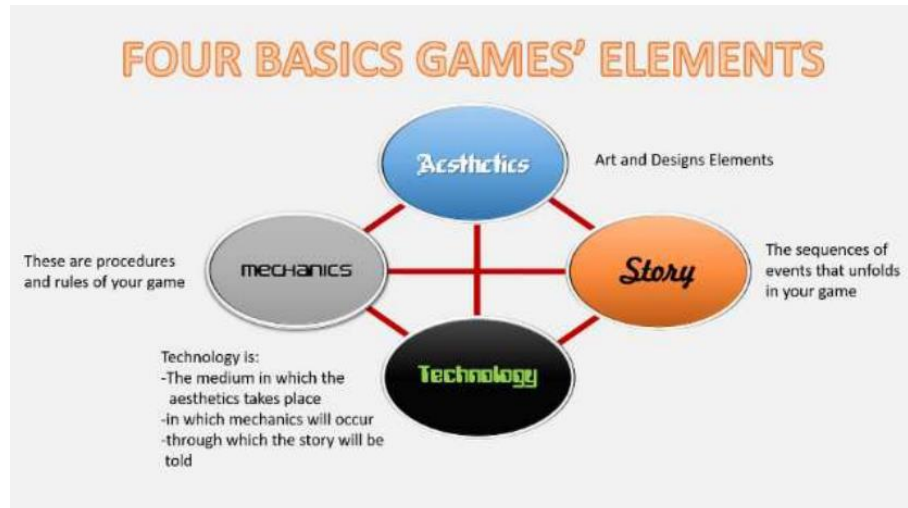 FOUR BASICS GAMES' ELEMENTS
Aesthetics
Art and Designs Elements
These are procedures
and rules of your game
mechanics
Story
The sequences of
events that unfolds
in your game
Technology is:
-The medium in which the
aesthetics takes place
-in which mechanics will occur
-through which the story will be
told
Technology